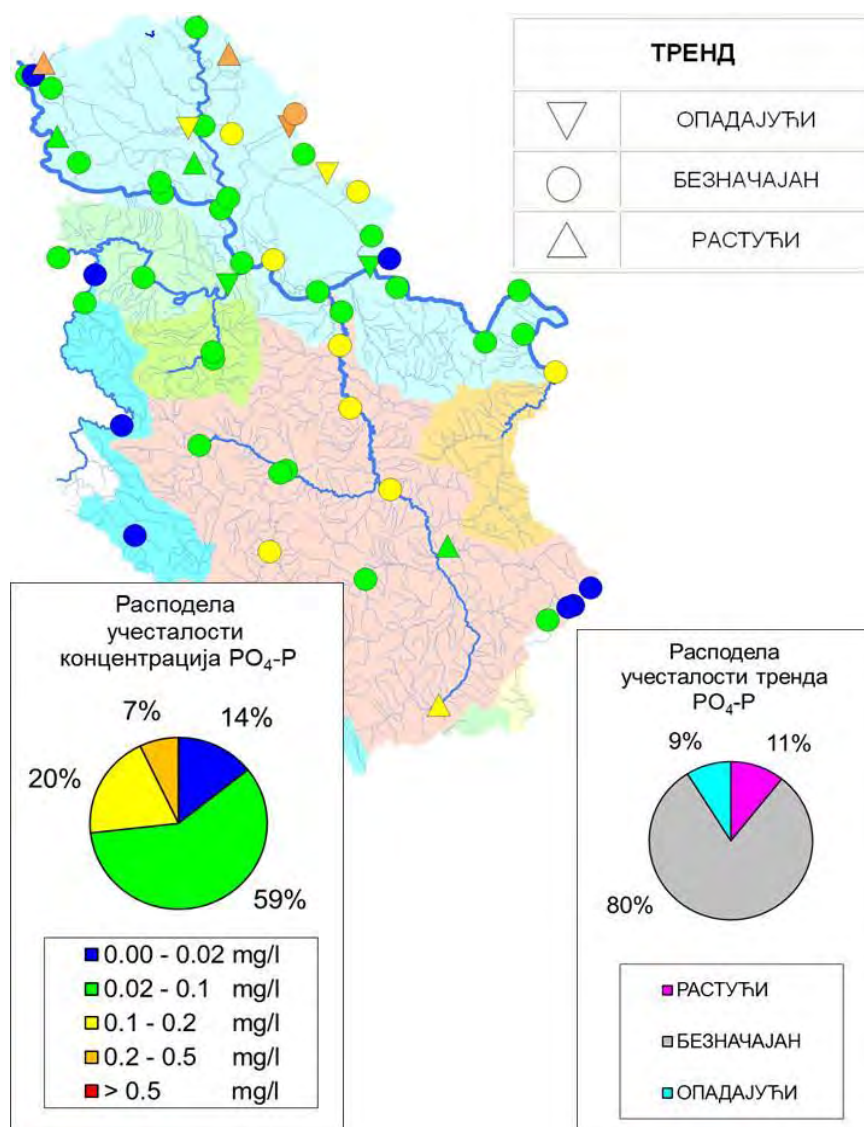 ТРЕНД
ОПАДАЈУЋИ
БЕЗНАЧАЈАН
РАСТУЋИ
Расподела
учесталости
концентрација PO₄-P
7%
14%
20%
59%
0.00 - 0.02 mg/l
0.02 - 0.1 mg/l
0.1 - 0.2 mg/l
0.2 - 0.5 mg/l
> 0.5 mg/l
Расподела
учесталости тренда
PO₄-P
9%
11%
80%
РАСТУЋИ
БЕЗНАЧАЈАН
ОПАДАЈУЋИ